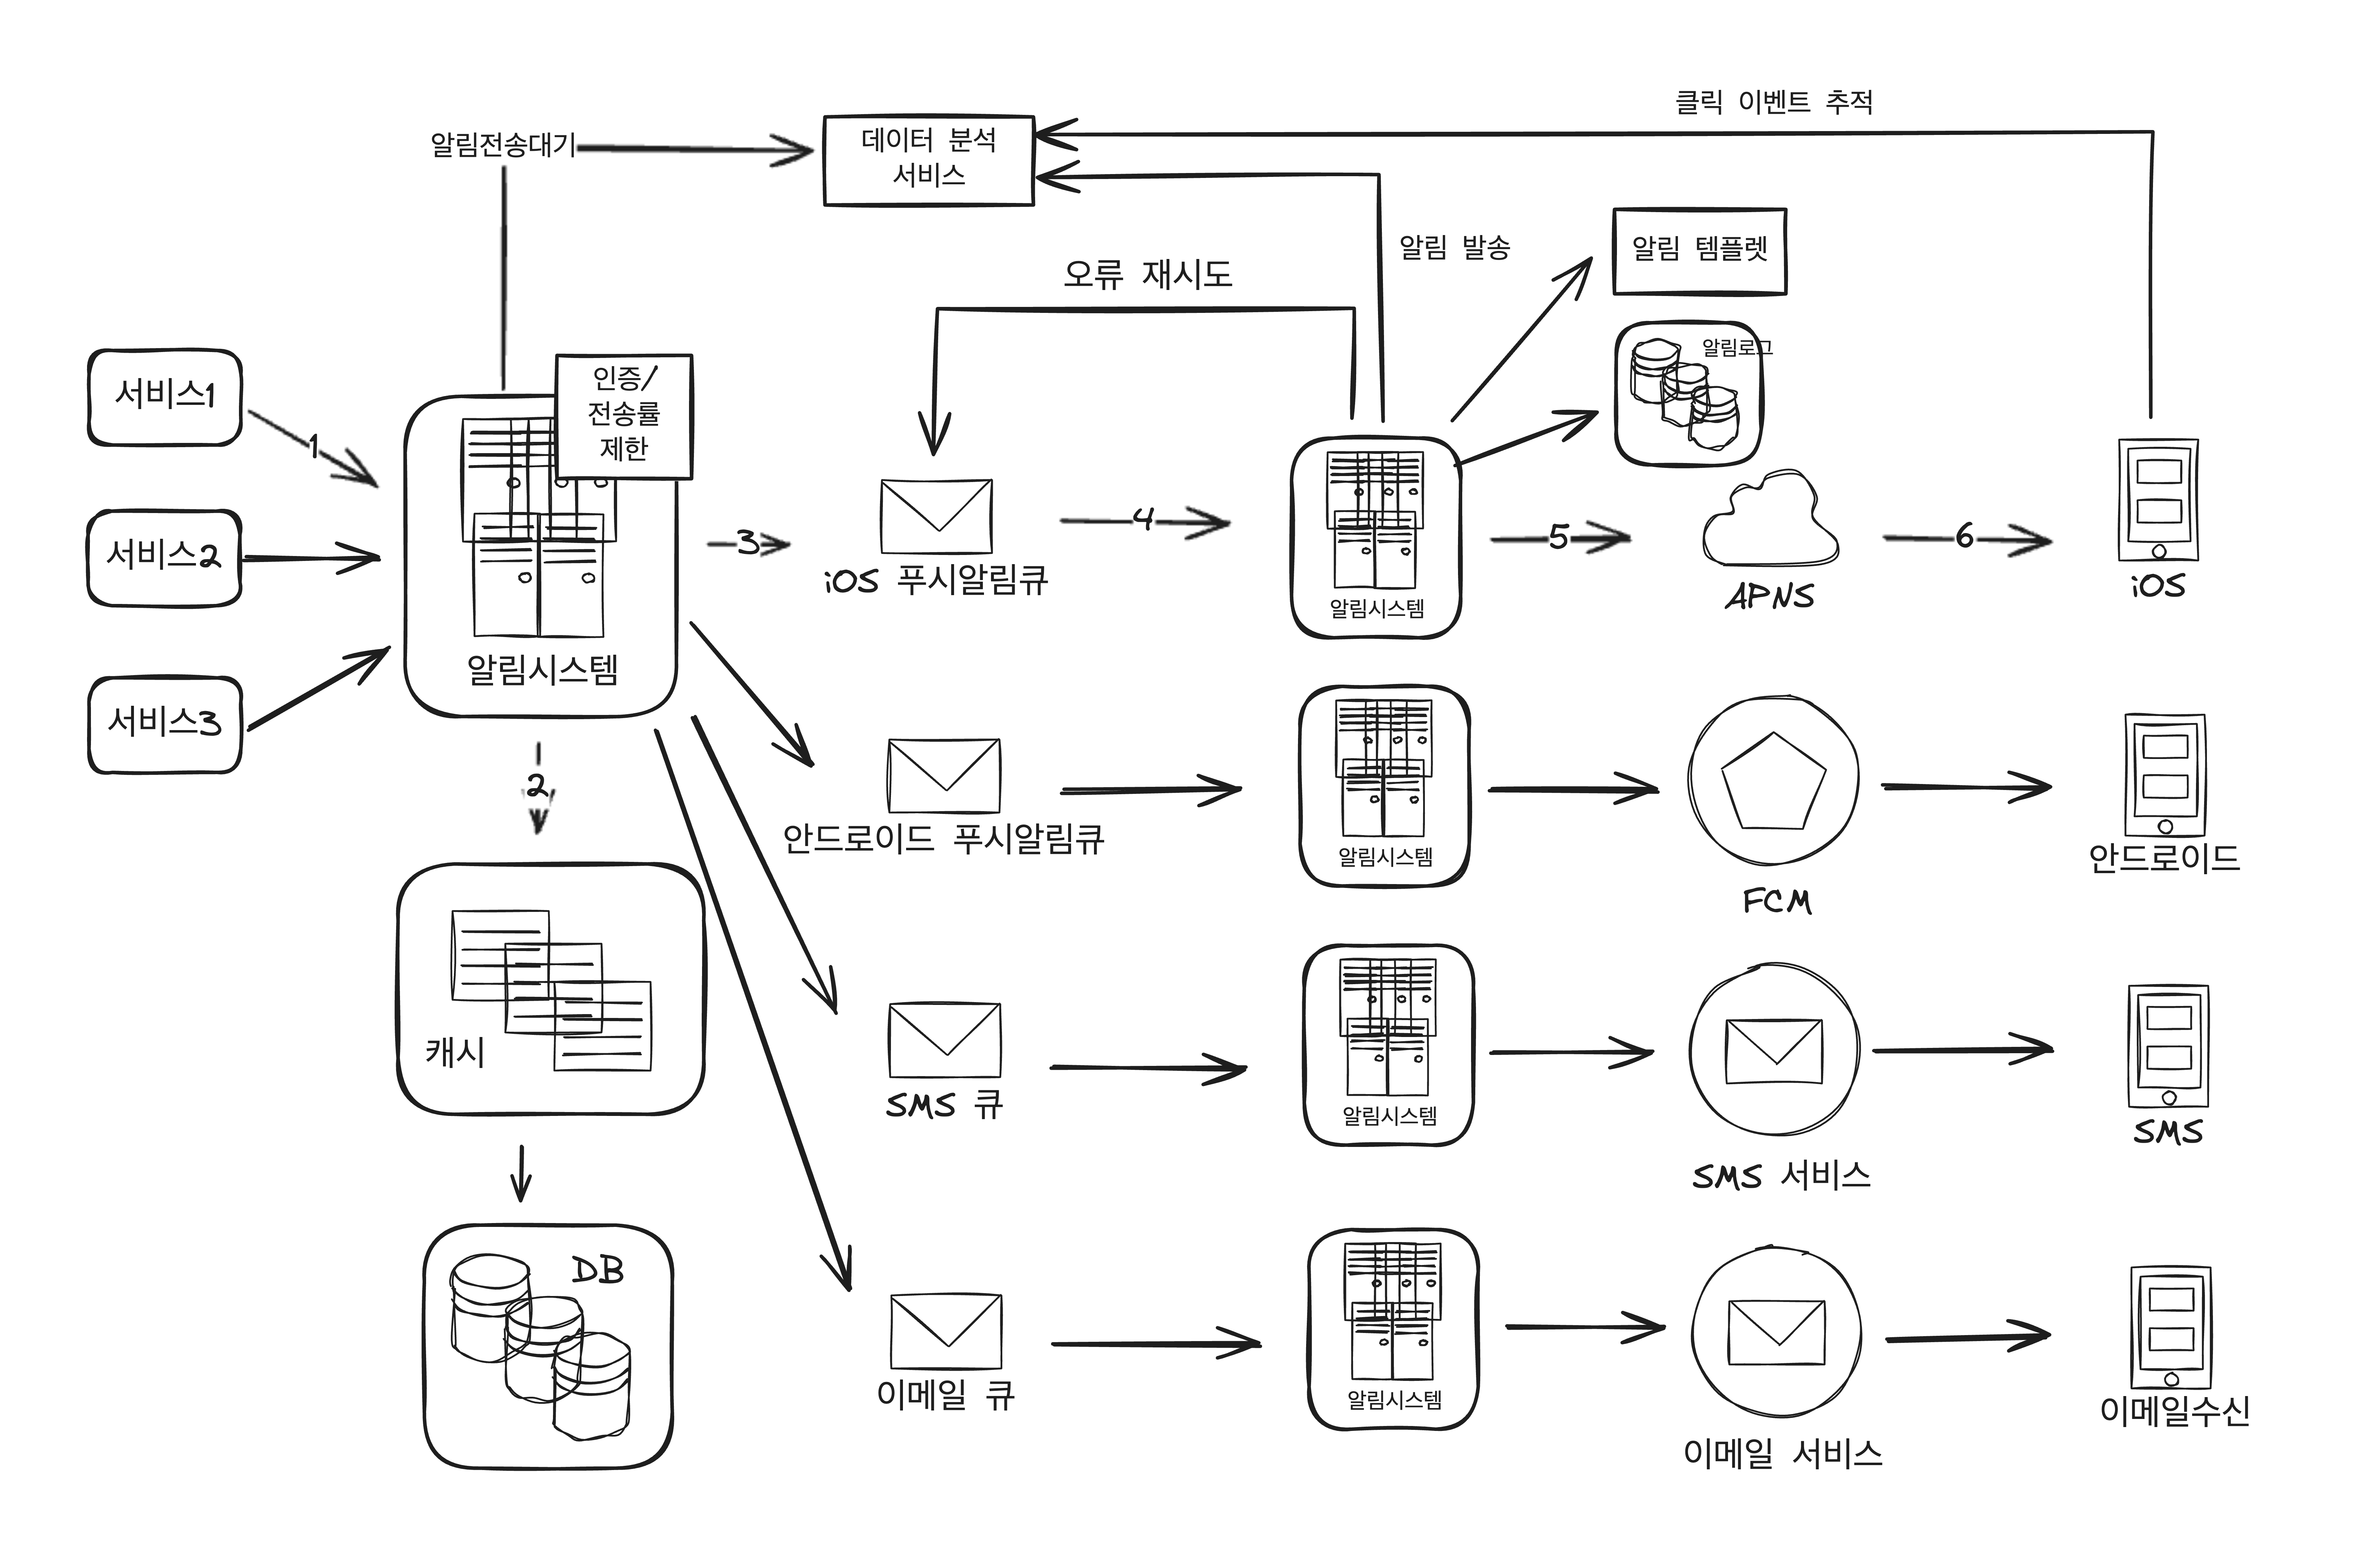 클릭 이벤트 추적
알림전송대기
데이터 분석
서비스
알림 발송
알림 템플렛
오류 재시도
알림로그
인증/
전송률
제한
서비스1
1
서비스2
서비스3
알림시스템
3
iOS 푸시알림큐
4
알림시스템
5
APNS
6
iOS
2
안드로이드 푸시알림큐
알림시스템
FCM
안드로이드
캐시
SMS 큐
알림시스템
SMS 서비스
SMS
DB
이메일 큐
알림시스템
이메일 서비스
이메일수신